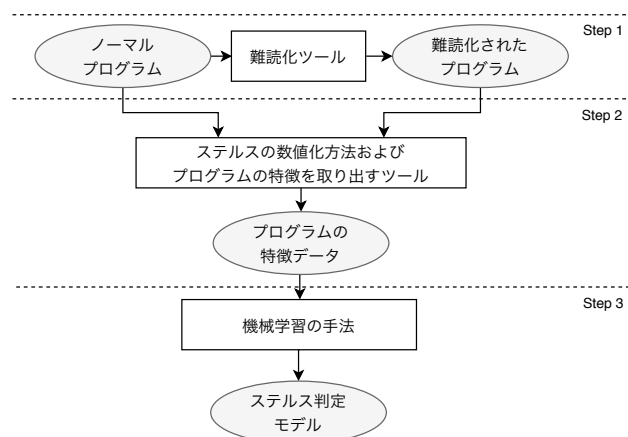 Step 1
ノーマル
プログラム
難読化ツール
難読化された
プログラム
Step 2
ステルスの数値化方法および
プログラムの特徴を取り出すツール
プログラムの
特徴データ
Step 3
機械学習の手法
ステルス判定
モデル